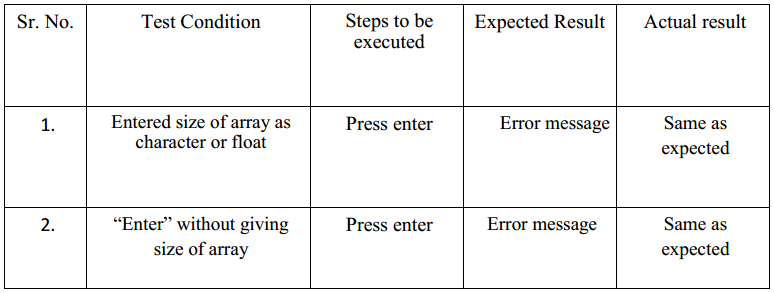 Sr. No. Test Condition Steps to be executed Expected Result Actual result
1. Entered size of array as character or float Press enter Error message Same as expected
2. “Enter” without giving size of array Press enter Error message Same as expected